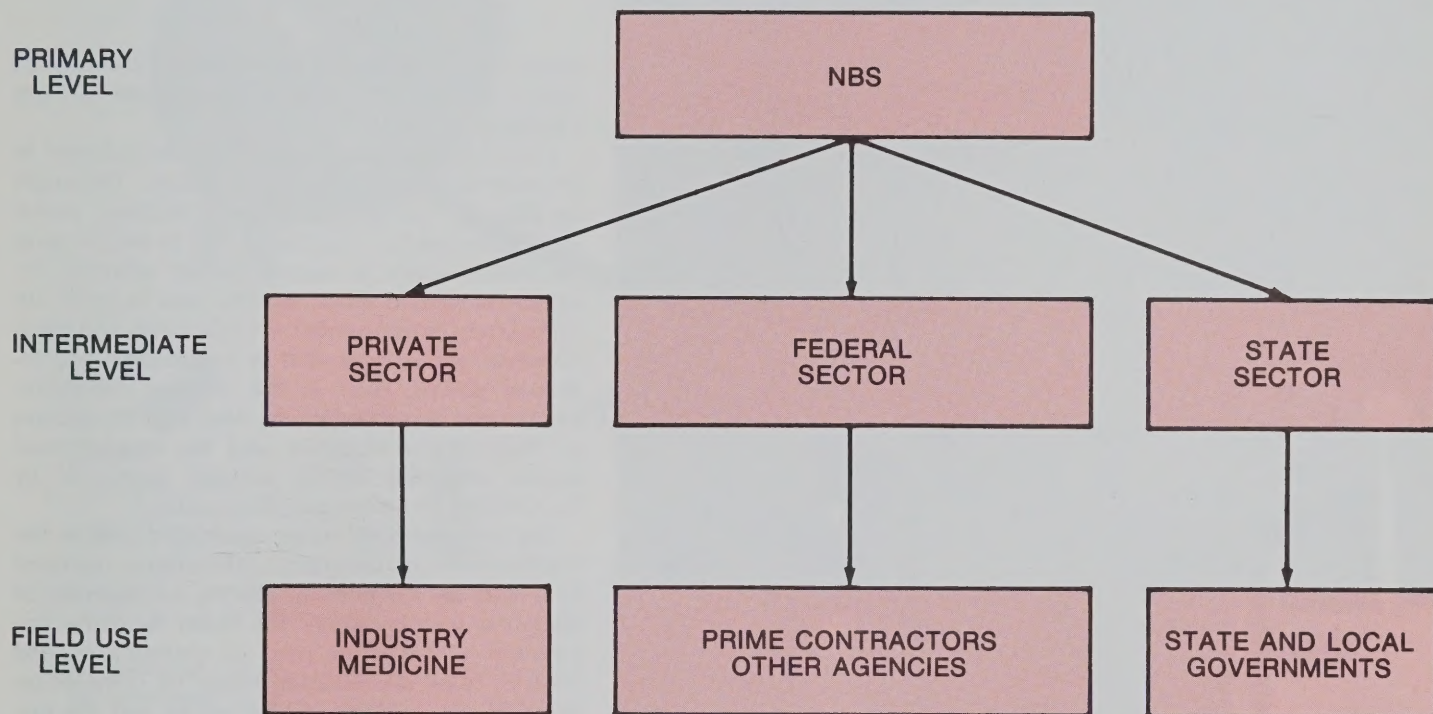 PRIMARY
LEVEL
NBS
INTERMEDIATE
LEVEL
PRIVATE
SECTOR
FEDERAL
SECTOR
STATE
SECTOR
FIELD USE
LEVEL
INDUSTRY
MEDICINE
PRIME CONTRACTORS
OTHER AGENCIES
STATE AND LOCAL
GOVERNMENTS